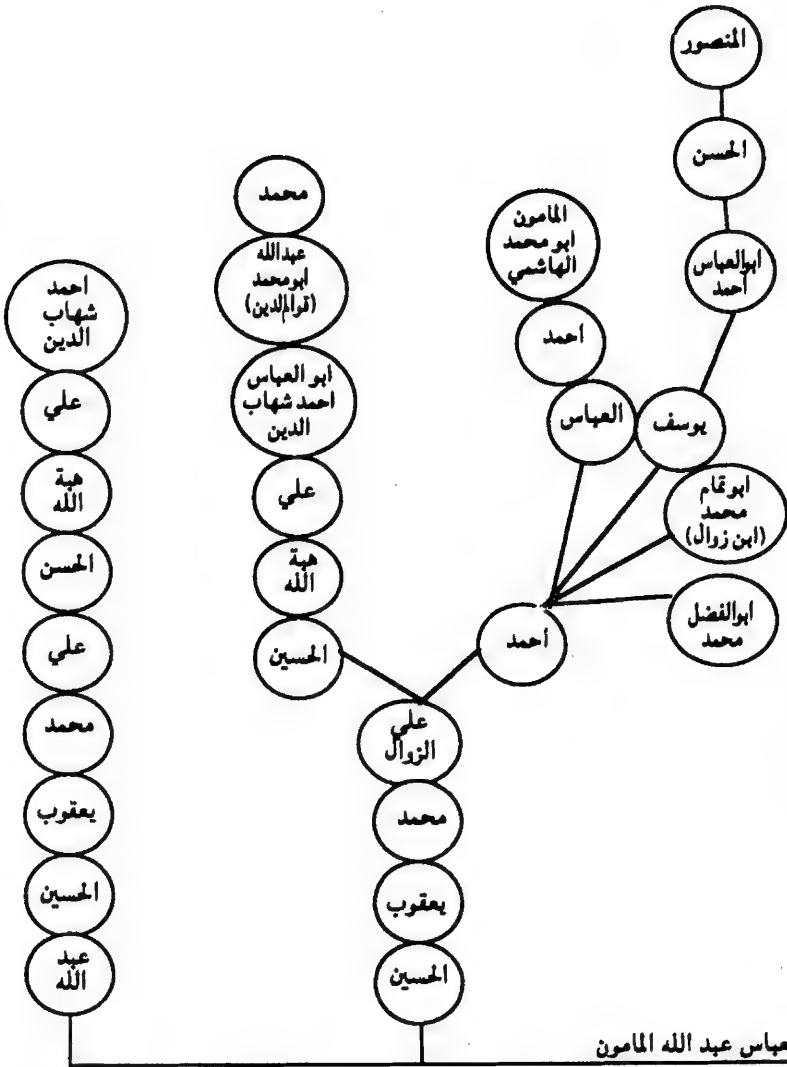 المنصور
الحسن
ابوالعباس
أحمد
المامون
ابو محمد
الهاشمي
أحمد
العباس
يوسف
ابوتمام
محمد
(ابن زوال)
ابوالفضل
محمد
أحمد
محمد
عبدالله
ابومحمد
(قوام الدين)
ابو العباس
احمد شهاب
الدين
علي
هبة
الله
الحسين
علي
الزوال
محمد
يعقوب
الحسين
احمد
شهاب
الدين
علي
هبة
الله
الحسن
علي
محمد
يعقوب
الحسين
عبد
الله
عباس عبد الله المامون